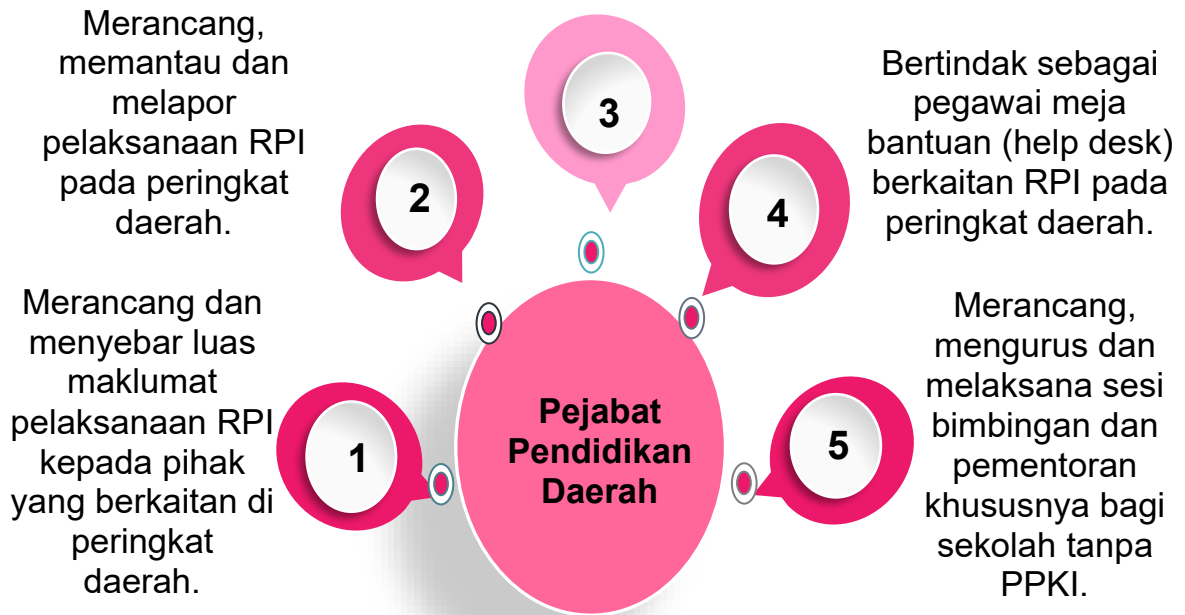 Merancang,
memantau dan
melapor
pelaksanaan RPI
pada peringkat
daerah.
2
3
4
Bertindak sebagai
pegawai meja
bantuan (help desk)
berkaitan RPI pada
peringkat daerah.
Merancang dan
menyebar luas
maklumat
pelaksanaan RPI
kepada pihak
yang berkaitan di
peringkat
daerah.
1
Pejabat
Pendidikan
Daerah
5
Merancang,
mengurus dan
melaksana sesi
bimbingan dan
pementoran
khususnya bagi
sekolah tanpa
PPKI.